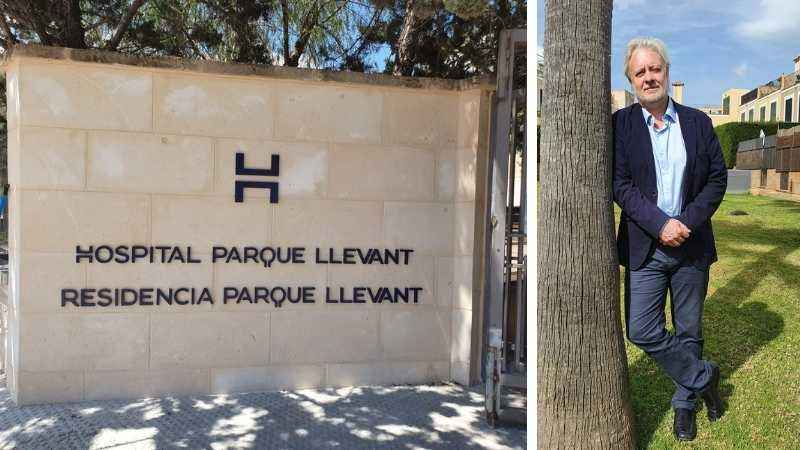 HOSPITAL PARQUE LLEVANT
RESIDENCIA PARQUE LLEVANT